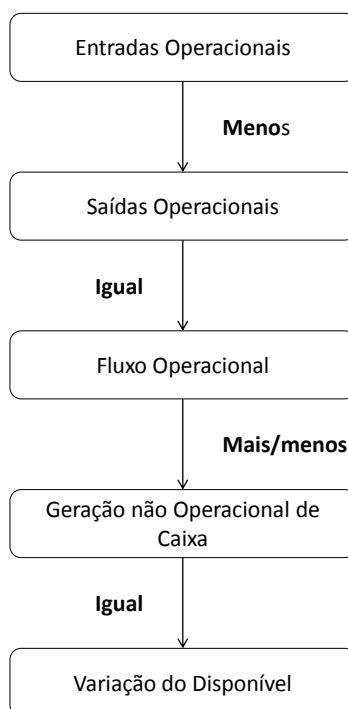 Entradas Operacionais
Menos
Saídas Operacionais
Igual
Fluxo Operacional
Mais/menos
Geração não Operacional de
Caixa
Igual
Variação do Disponível